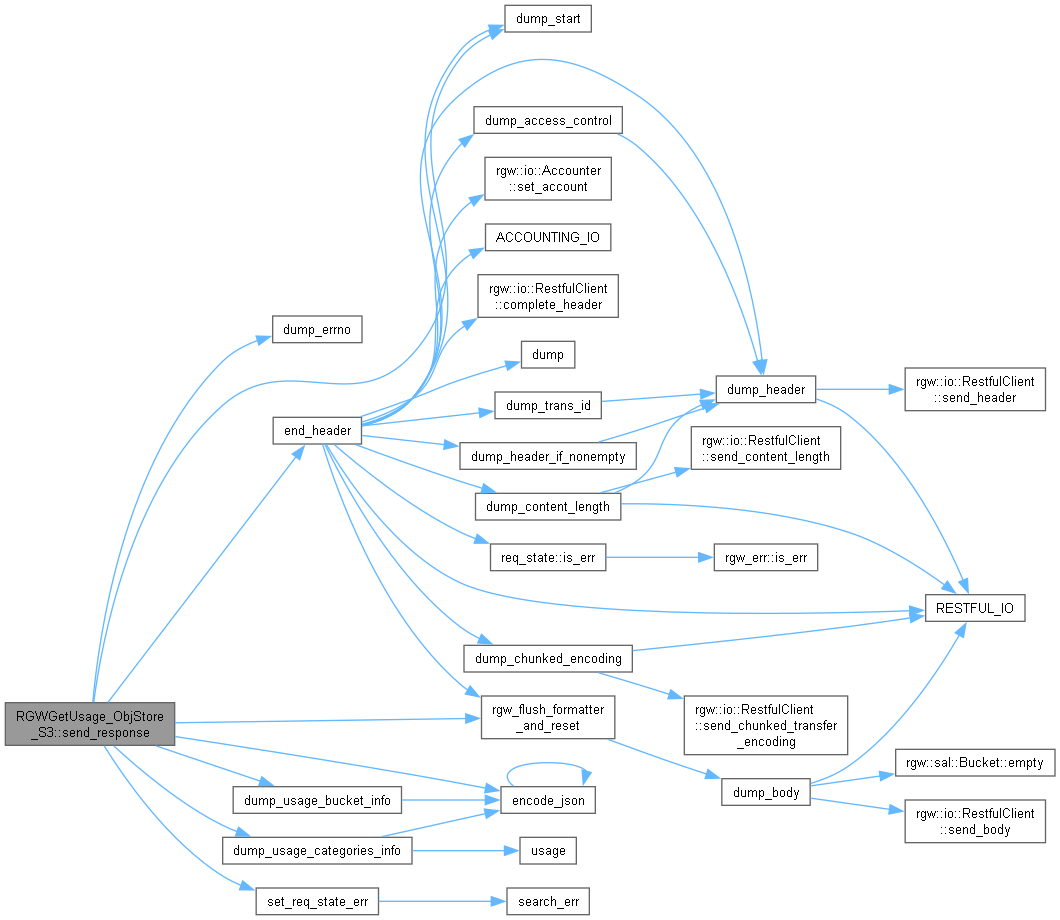 dump_start
dump_access_control
rgw::io::Accounter
::set_account
ACCOUNTING_IO
rgw::io::RestfulClient
::complete_header
dump_errno
dump
dump_header
rgw::io::RestfulClient
::send_header
dump_trans_id
end_header
rgw::io::RestfulClient
::send_content_length
dump_header_if_nonempty
dump_content_length
req_state::is_err
rgw_err::is_err
RESTFUL_IO
dump_chunked_encoding
RGWGetUsage_ObjStore
_S3::send_response
rgw_flush_formatter
_and_reset
rgw::io::RestfulClient
::send_chunked_transfer
_encoding
rgw::sal::Bucket::empty
dump_body
dump_usage_bucket_info
encode_json
rgw::io::RestfulClient
::send_body
dump_usage_categories_info
usage
set_req_state_err
search_err